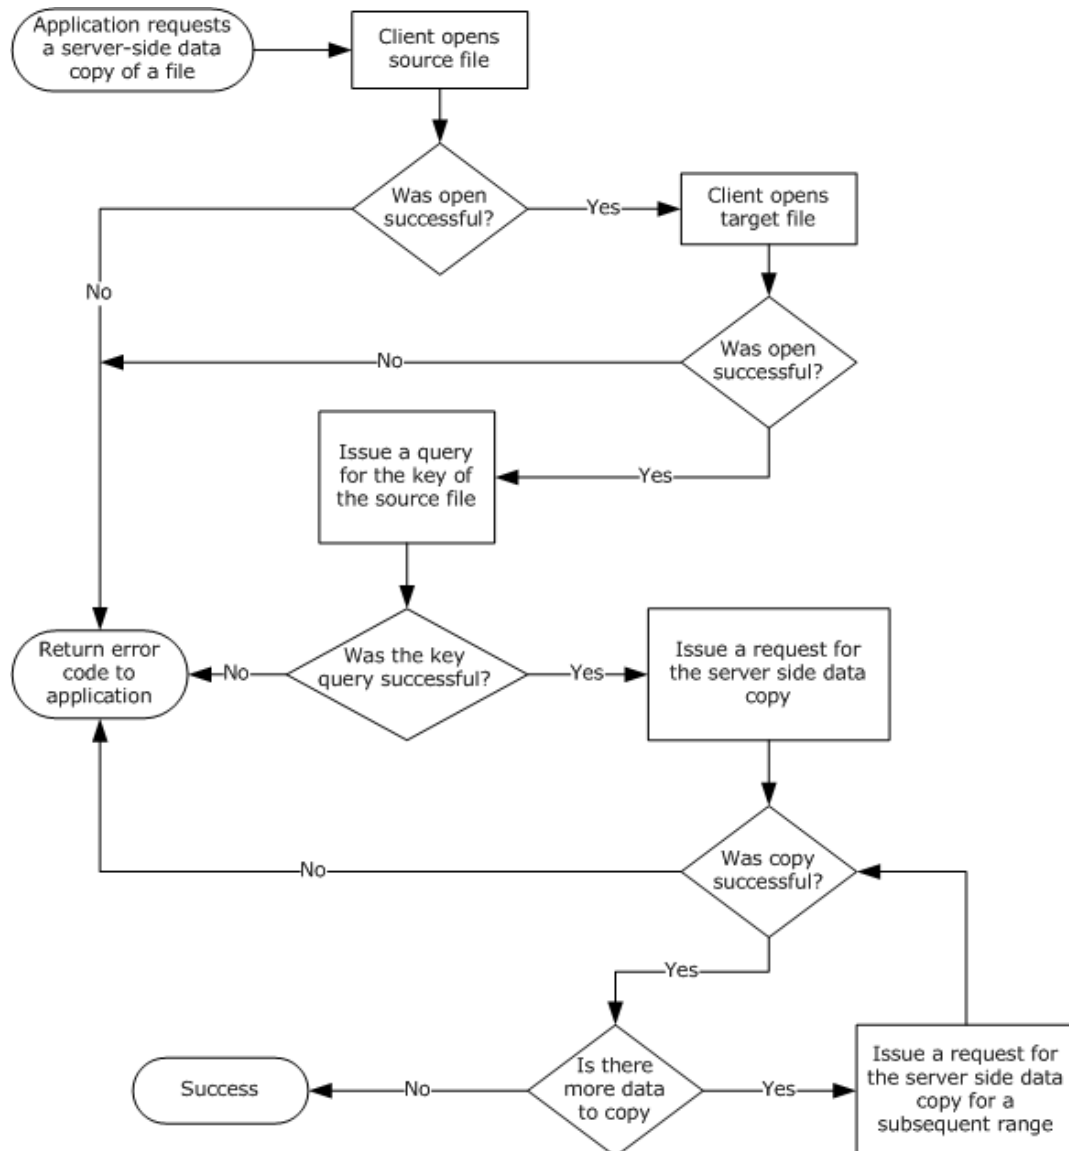 Application requests
a server-side data
copy of a file
Client opens
source file
Was open
successful?
Yes
Client opens
target file
No
Was open
successful?
No
Issue a query
for the key of
the source file
Yes
Return error
code to
application
No
Was the key
query successful?
Yes
Issue a request for
the server side data
copy
Was copy
successful?
No
Yes
Success
No
Is there
more data
to copy
Yes
Issue a request for
the server side data
copy for a
subsequent range